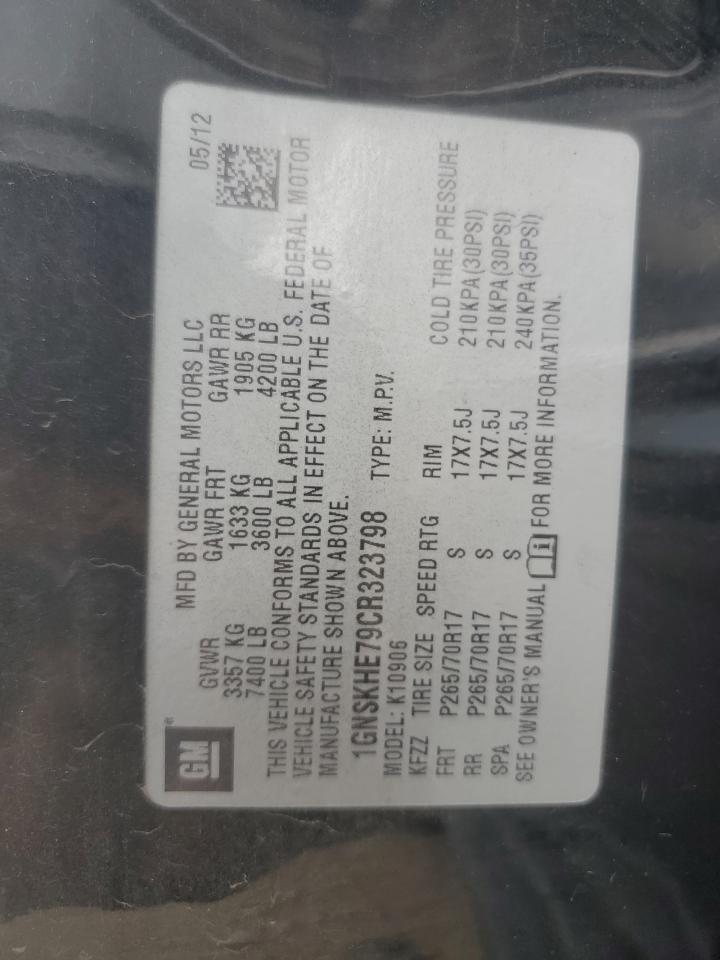 GM®
MFD BY GENERAL MOTORS LLC 05/12
GVWR GAWR FRT GAWR RR
3357 KG 1633 KG 1905 KG
7400 LB 3600 LB 4200 LB
THIS VEHICLE CONFORMS TO ALL APPLICABLE U.S. FEDERAL MOTOR
VEHICLE SAFETY STANDARDS IN EFFECT ON THE DATE OF
MANUFACTURE SHOWN ABOVE.
1GNSKHE79CR323798 TYPE: M.P.V.
MODEL: K10906
KFZZ TIRE SIZE SPEED RTG RIM COLD TIRE PRESSURE
FRT P265/70R17 S 17X7.5J 210KPA(30PSI)
RR P265/70R17 S 17X7.5J 210KPA(30PSI)
SPA P265/70R17 S 17X7.5J 240KPA(35PSI)
SEE OWNER'S MANUAL i FOR MORE INFORMATION.